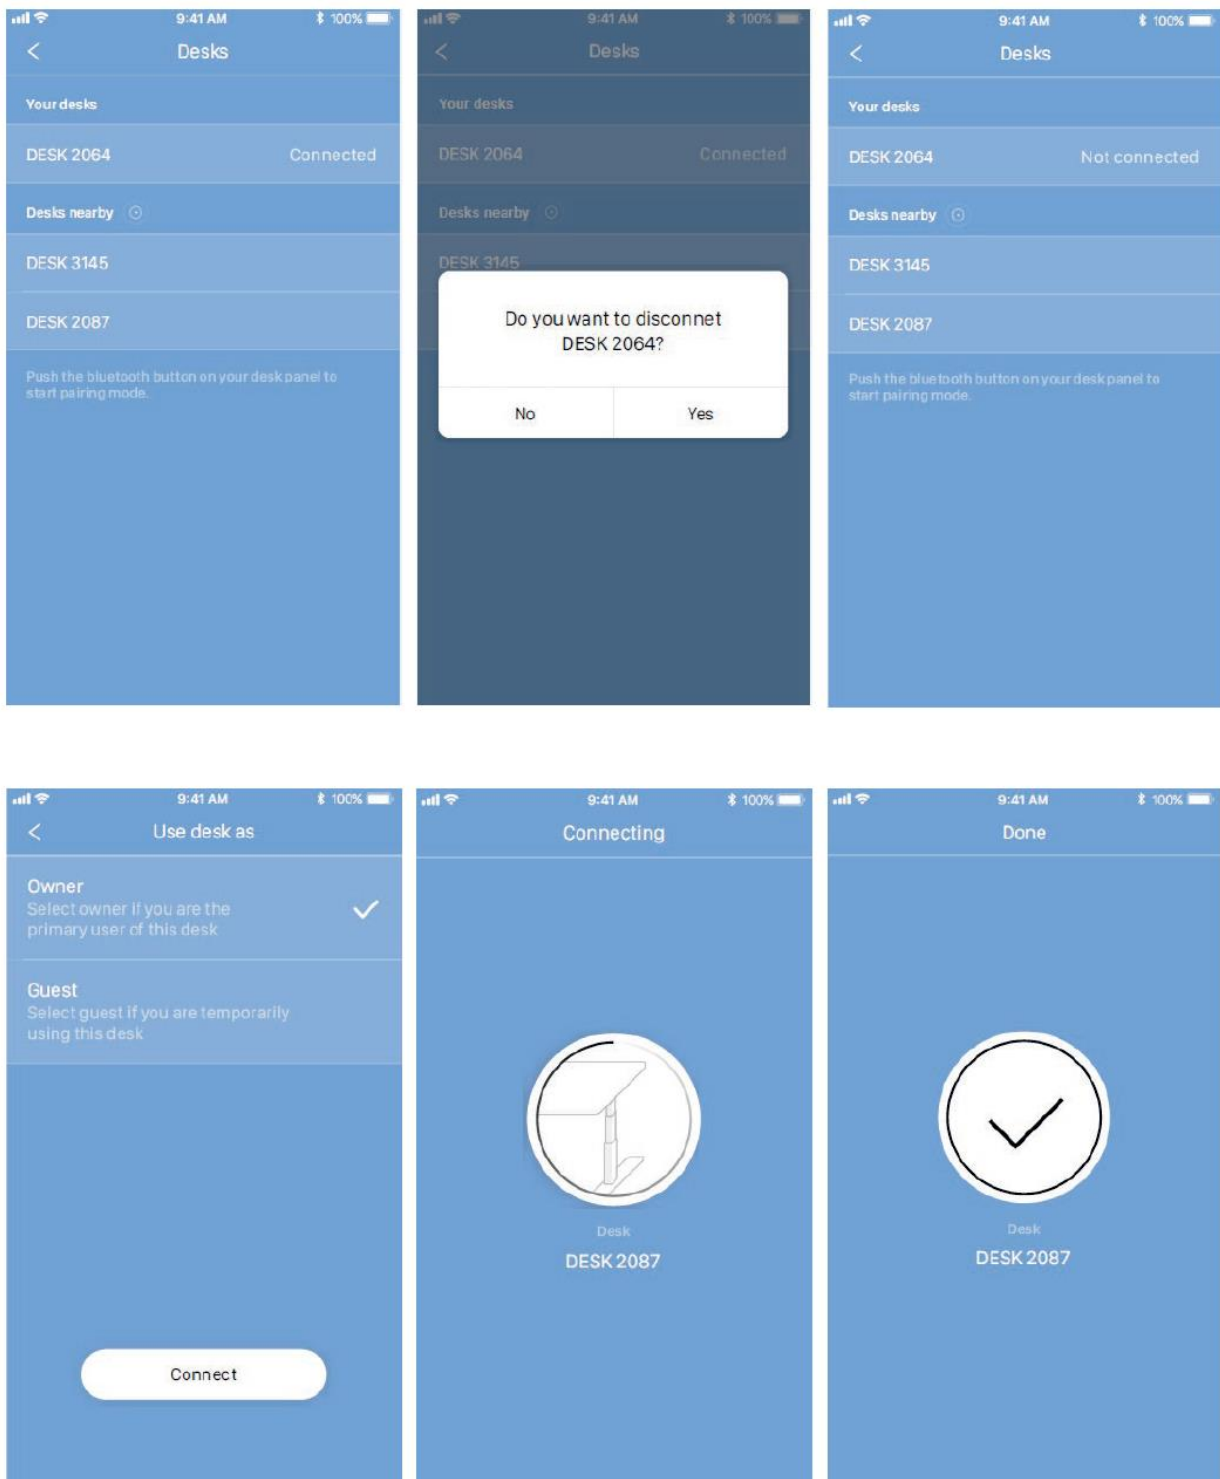 9:41 AM 100%
Desks
Your desks
DESK 2064 Connected
Desks nearby
DESK 3145
DESK 2087
Push the bluetooth button on your desk panel to
start pairing mode.
9:41 AM 100%
Desks
Your desks
DESK 2064 Connected
Desks nearby
DESK 3145
Do you want to disconnet
DESK 2064?
No Yes
9:41 AM 100%
Desks
Your desks
DESK 2064 Not connected
Desks nearby
DESK 3145
DESK 2087
Push the bluetooth button on your desk panel to
start pairing mode.
9:41 AM 100%
Use desk as
Owner
Select owner if you are the
primary user of this desk
Guest
Select guest if you are temporarily
using this desk
Connect
9:41 AM 100%
Connecting
Desk
DESK 2087
9:41 AM 100%
Done
Desk
DESK 2087